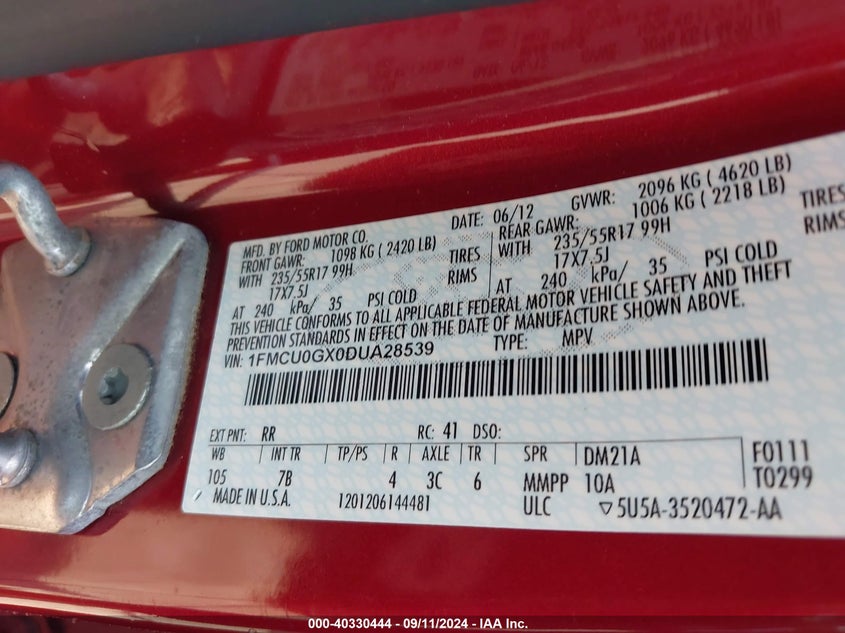 MFD. BY FORD MOTOR CO.
DATE: 06/12 GVWR: 2096 KG ( 4620 LB)
FRONT GAWR: 1098 KG ( 2420 LB) REAR GAWR: 1006 KG ( 2218 LB)
WITH 235/55R17 99H TIRES WITH 235/55R17 99H TIRES
17X7.5J RIMS 17X7.5J RIMS
AT 240 kPa/ 35 PSI COLD AT 240 kPa/ 35 PSI COLD
THIS VEHICLE CONFORMS TO ALL APPLICABLE FEDERAL MOTOR VEHICLE SAFETY AND THEFT
PREVENTION STANDARDS IN EFFECT ON THE DATE OF MANUFACTURE SHOWN ABOVE.
VIN: 1FMCU0GX0DUA28539 TYPE: MPV
EXT PNT: RR RC: 41 DSO:
WB INT TR TP/PS R AXLE TR SPR DM21A F0111
105 7B 4 3C 6 MMPP 10A T0299
MADE IN U.S.A. 1201206144481 ULC ▽5U5A-3520472-AA
000-40330444 - 09/11/2024 - IAA Inc.